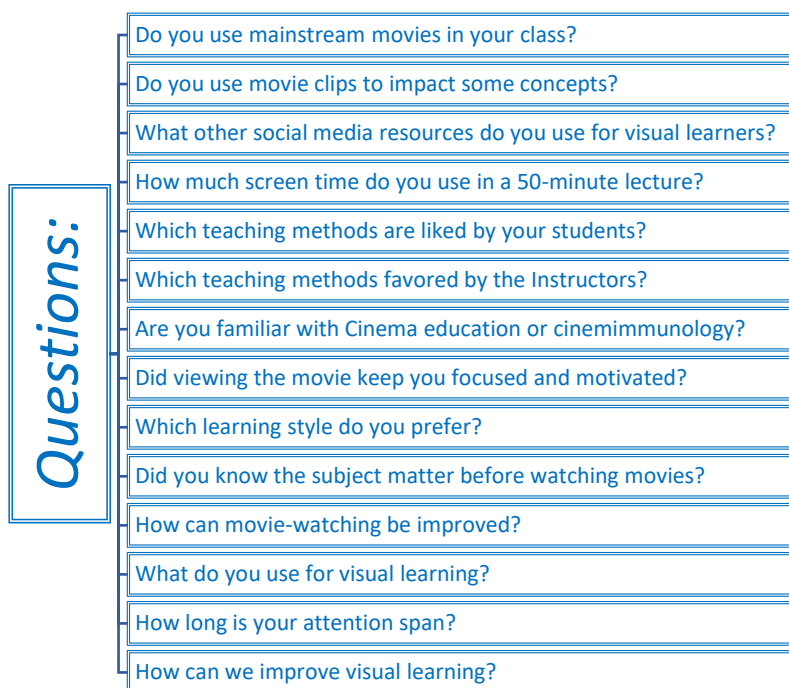 Questions:
Do you use mainstream movies in your class?
Do you use movie clips to impact some concepts?
What other social media resources do you use for visual learners?
How much screen time do you use in a 50-minute lecture?
Which teaching methods are liked by your students?
Which teaching methods favored by the Instructors?
Are you familiar with Cinema education or cinemimmunology?
Did viewing the movie keep you focused and motivated?
Which learning style do you prefer?
Did you know the subject matter before watching movies?
How can movie-watching be improved?
What do you use for visual learning?
How long is your attention span?
How can we improve visual learning?